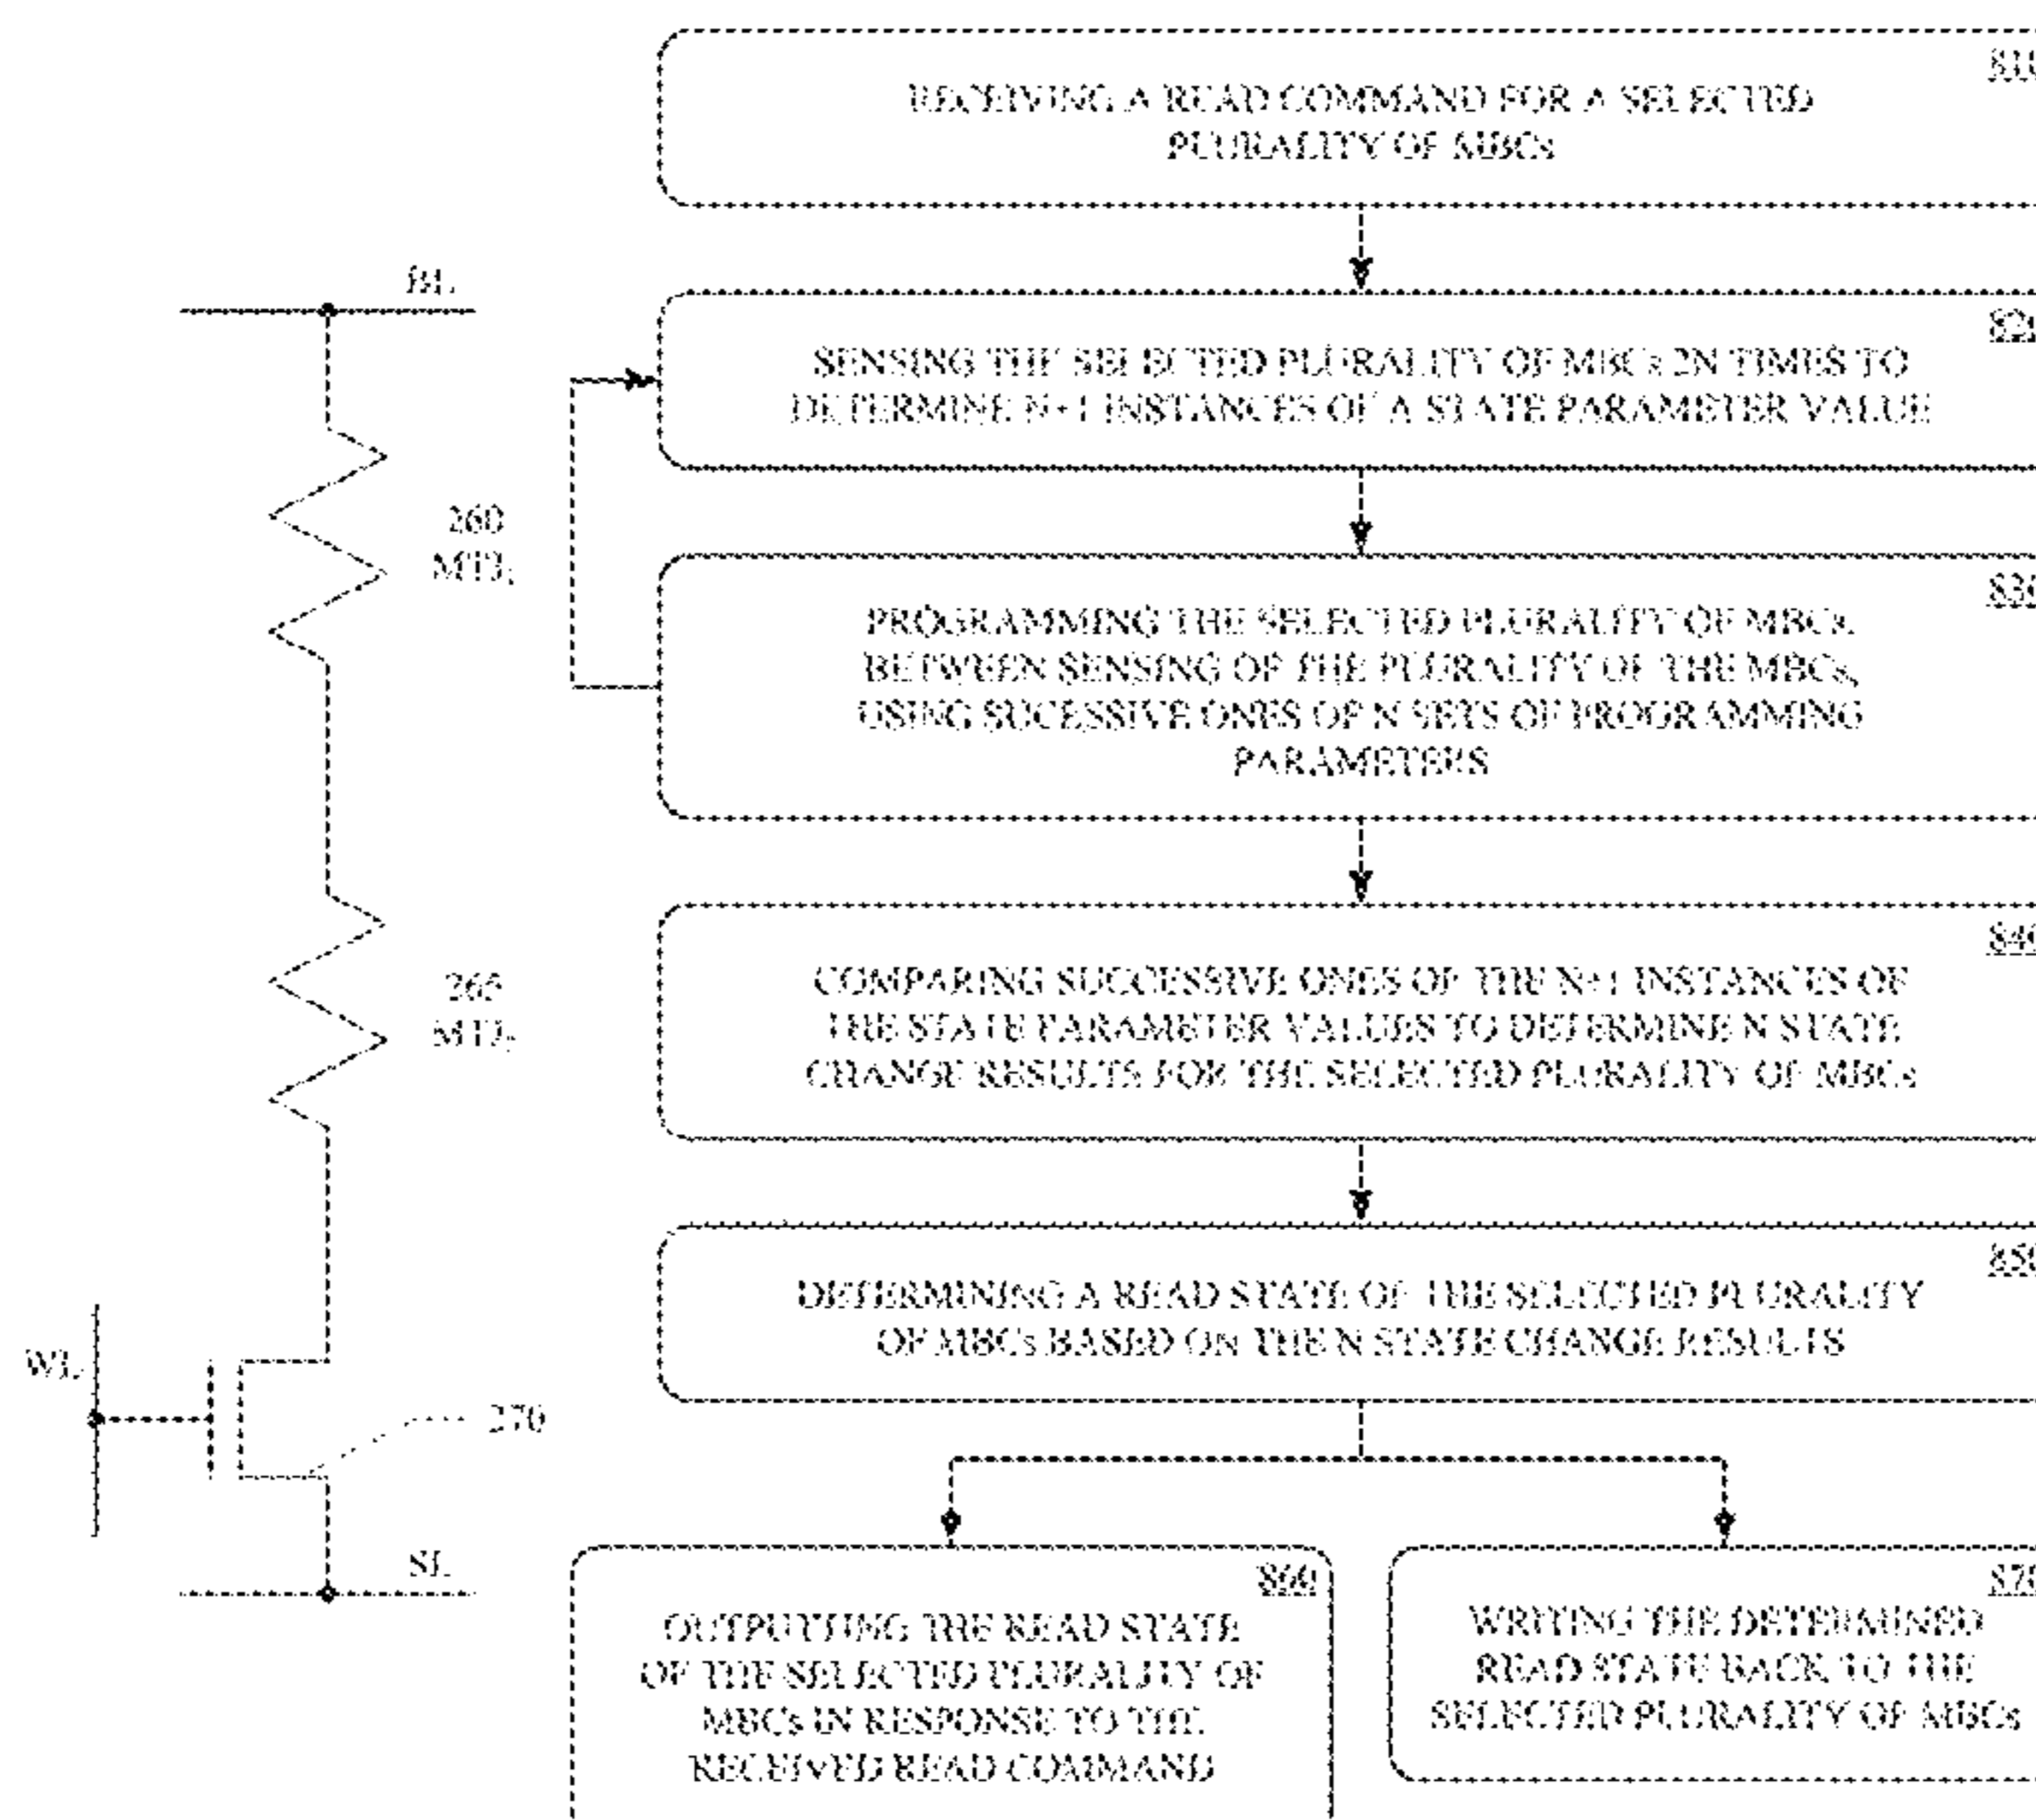 810
RECEIVING A READ COMMAND FOR A SELECTED
PLURALITY OF MBCs
820
SENSING THE SELECTED PLURALITY OF MBCs 2N TIMES TO
DETERMINE N+1 INSTANCES OF A STATE PARAMETER VALUE
830
PROGRAMMING THE SELECTED PLURALITY OF MBCs,
BETWEEN SENSING OF THE PLURALITY OF THE MBCs,
USING SUCESSIVE ONES OF N SETS OF PROGRAMMING
PARAMETERS
840
COMPARING SUCCESSIVE ONES OF THE N+1 INSTANCES OF
THE STATE PARAMETER VALUES TO DETERMINE N STATE
CHANGE RESULTS FOR THE SELECTED PLURALITY OF MBCs
850
DETERMINING A READ STATE OF THE SELECTED PLURALITY
OF MBCs BASED ON THE N STATE CHANGE RESULTS
860
OUTPUTTING THE READ STATE
OF THE SELECTED PLURALITY OF
MBCs IN RESPONSE TO THE
RECEIVED READ COMMAND
870
WRITING THE DETERMINED
READ STATE BACK TO THE
SELECTED PLURALITY OF MBCs
BL
260
MTJ₁
265
MTJ₂
WL
270
SL